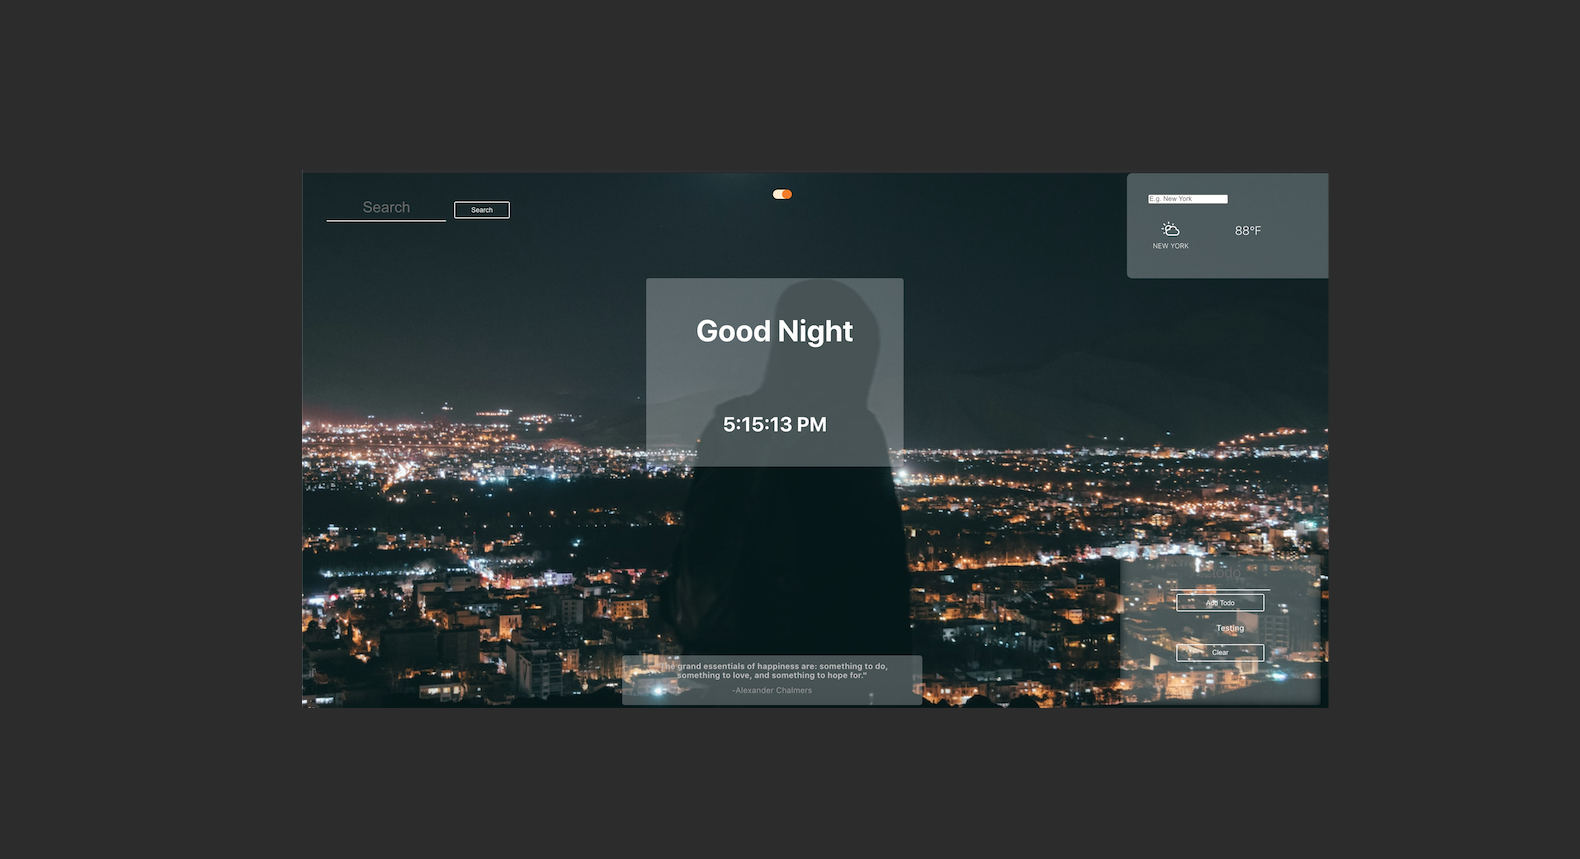 Search
Search
E.g. New York
88°F
NEW YORK
Good Night
5:15:13 PM
Add Todo
Testing
Clear
grand essentials of happiness are: something to do,
something to love, and something to hope for."
-Alexander Chalmers